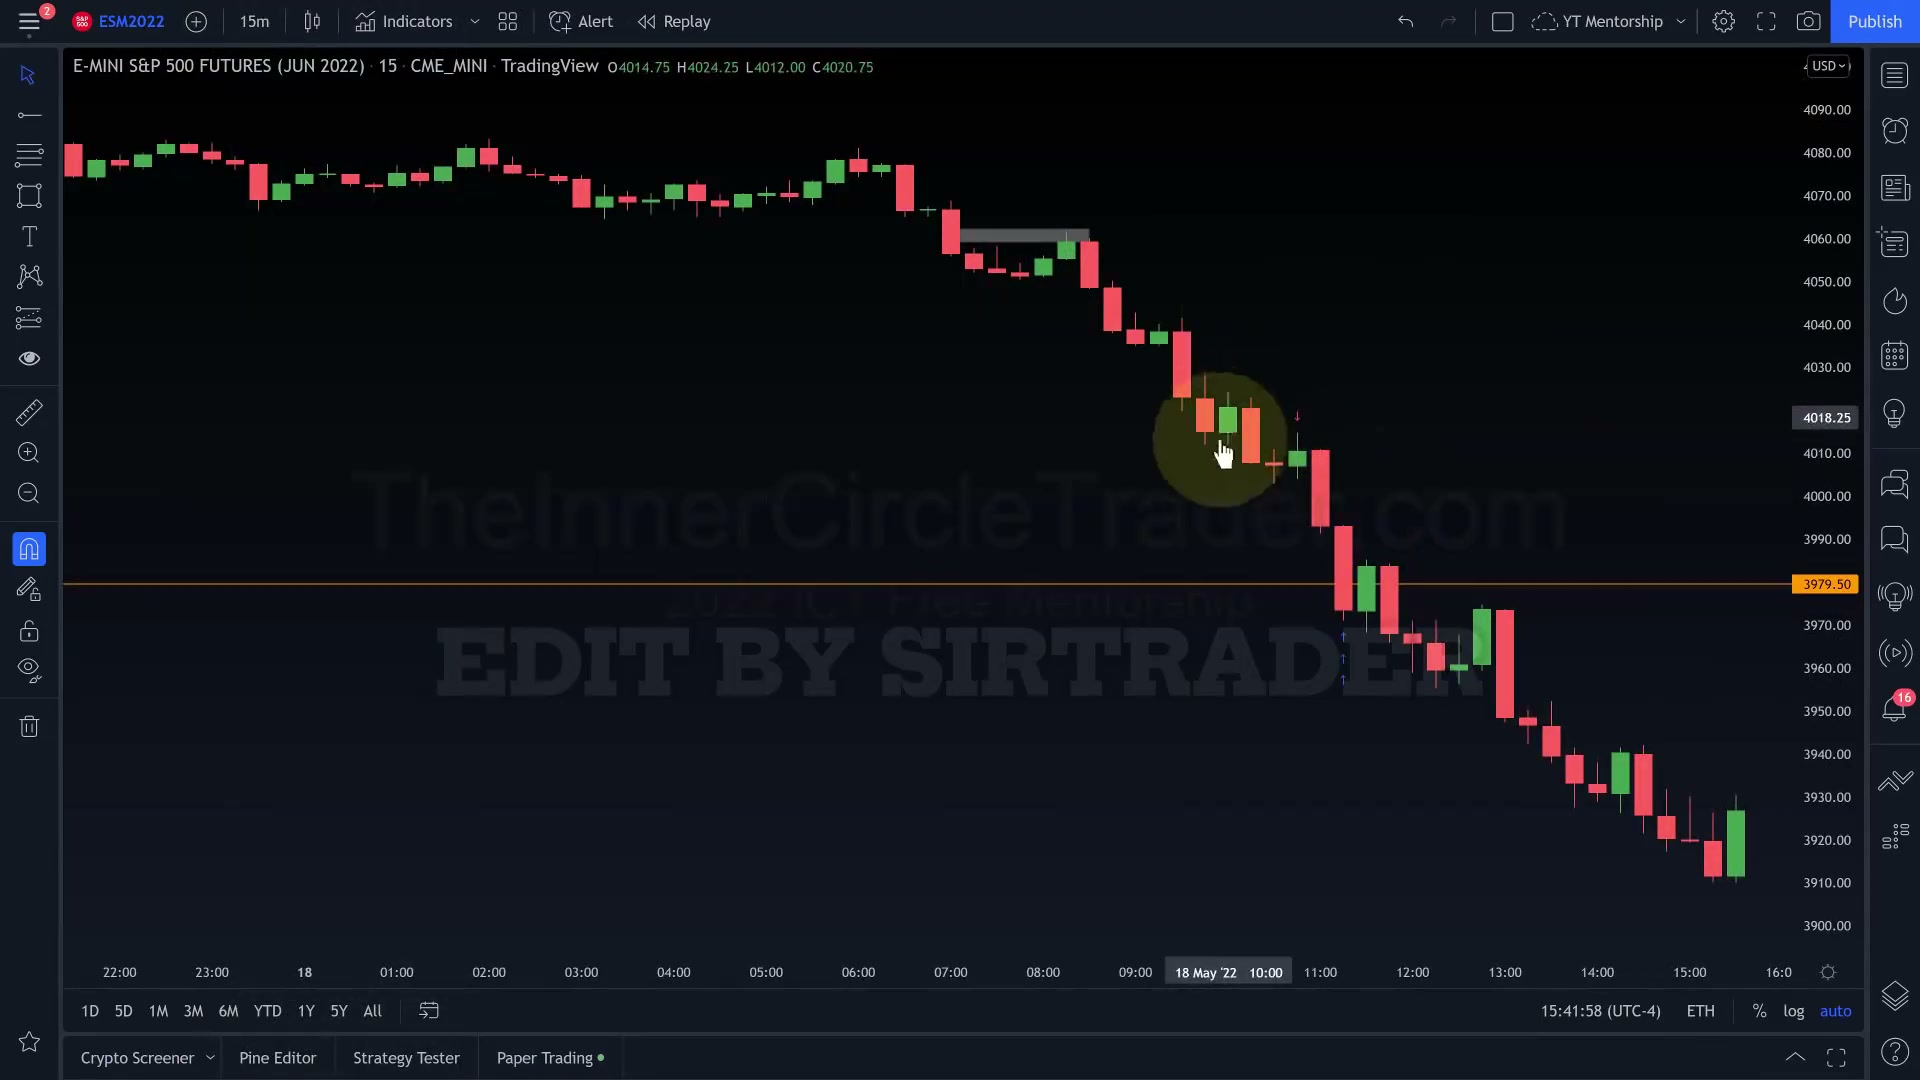 2
S&P 500
ESM2022
15m
Indicators
Alert
Replay
YT Mentorship
Publish
E-MINI S&P 500 FUTURES (JUN 2022) · 15 · CME_MINI · TradingView O4014.75 H4024.25 L4012.00 C4020.75
USD
4090.00
4080.00
4070.00
4060.00
4050.00
4040.00
4030.00
4018.25
4010.00
4000.00
3990.00
3979.50
3970.00
3960.00
3950.00
3940.00
3930.00
3920.00
3910.00
3900.00
TheInnerCircleTrader.com
2022 ICT Free Mentorship
EDIT BY SIRTRADER
16
22:00 23:00 18 01:00 02:00 03:00 04:00 05:00 06:00 07:00 08:00 09:00 18 May '22 10:00 11:00 12:00 13:00 14:00 15:00 16:0
1D 5D 1M 3M 6M YTD 1Y 5Y All
15:41:58 (UTC-4) ETH % log auto
Crypto Screener Pine Editor Strategy Tester Paper Trading